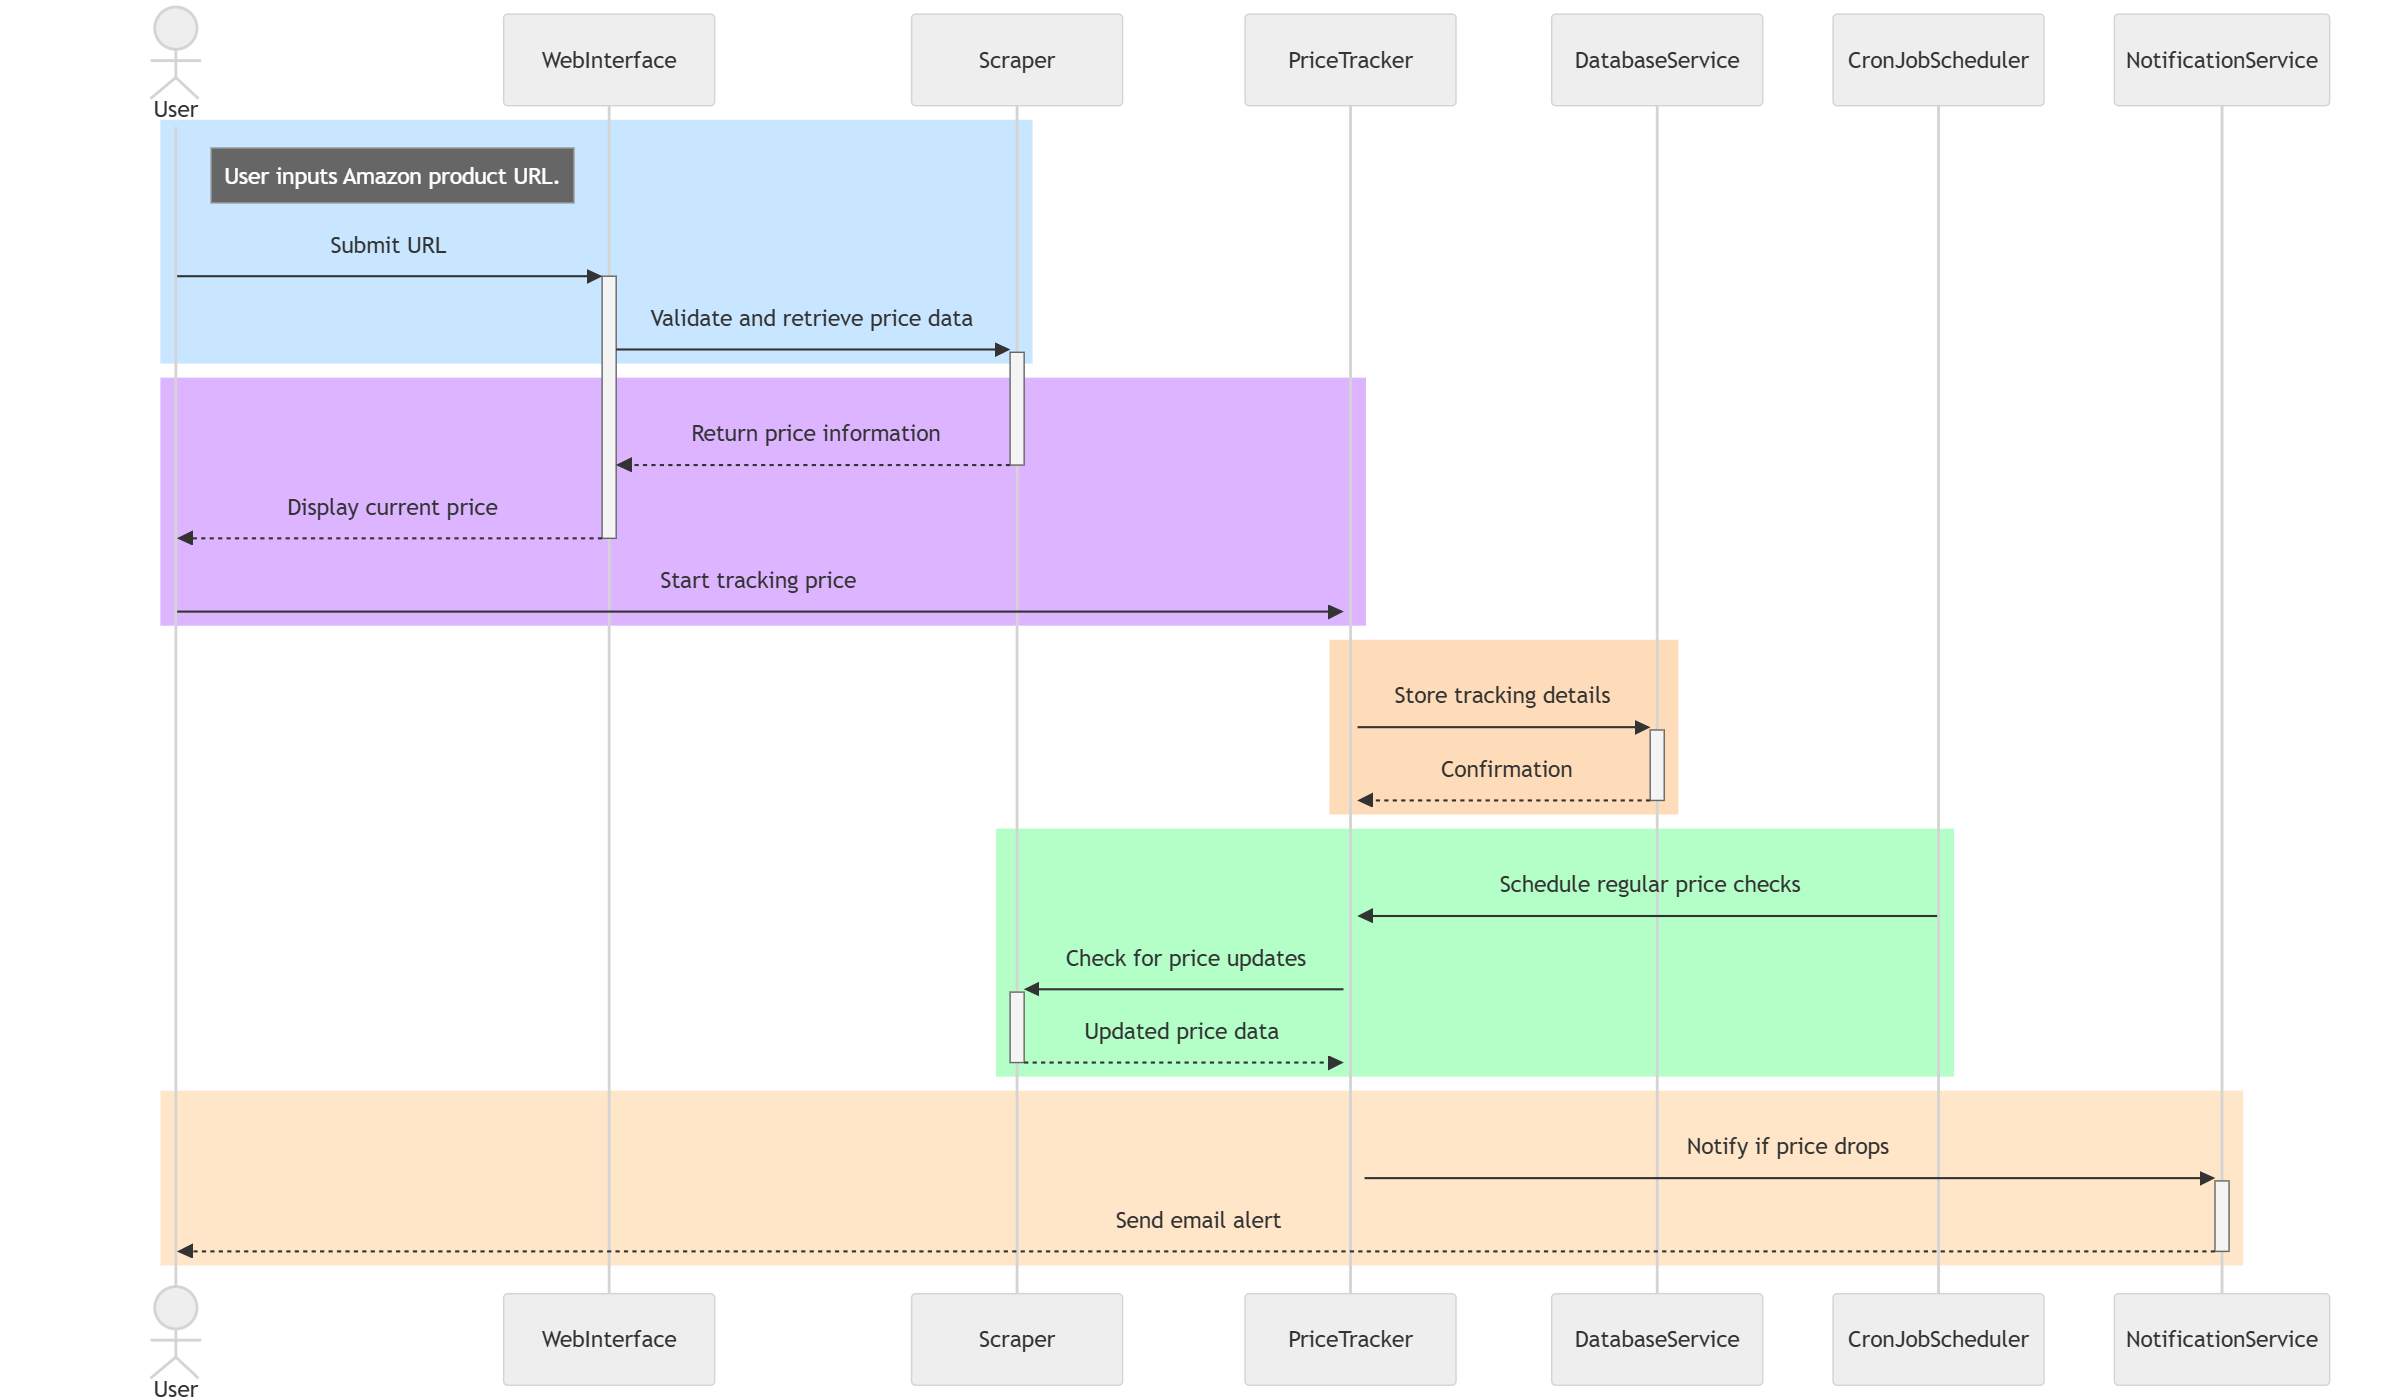 WebInterface
Scraper
PriceTracker
DatabaseService
CronJobScheduler
NotificationService
User
User inputs Amazon product URL.
Submit URL
Validate and retrieve price data
Return price information
Display current price
Start tracking price
Store tracking details
Confirmation
Schedule regular price checks
Check for price updates
Updated price data
Notify if price drops
Send email alert
WebInterface
Scraper
PriceTracker
DatabaseService
CronJobScheduler
NotificationService
User